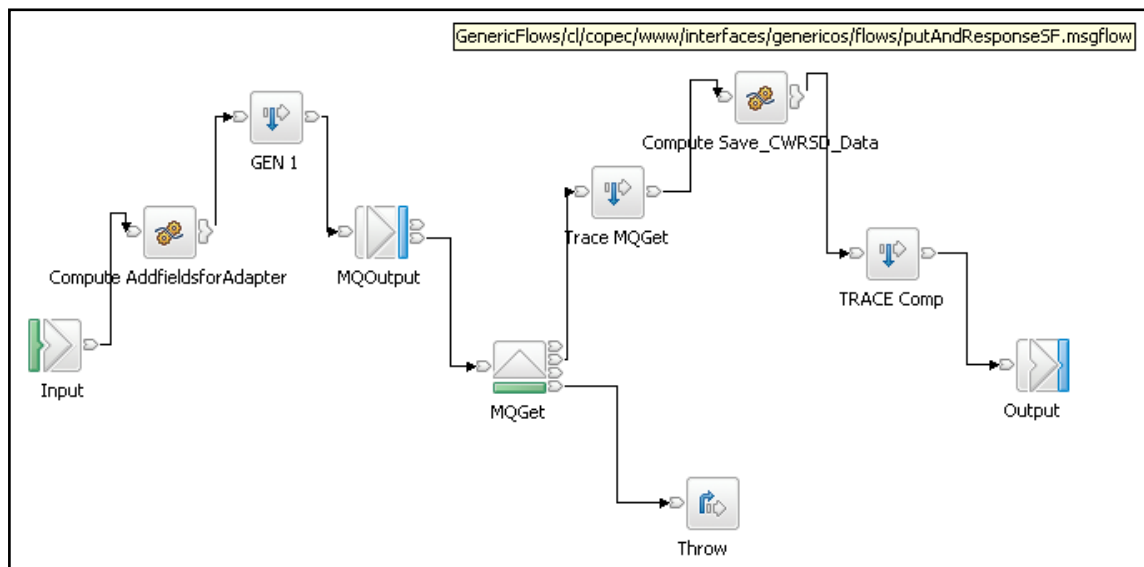 GenericFlows/cl/copec/www/interfaces/genericos/flows/putAndResponseSF.msgflow
Compute Save_CWRSD_Data
GEN 1
Trace MQGet
Compute AddfieldsforAdapter
MQOutput
TRACE Comp
Input
MQGet
Output
Throw